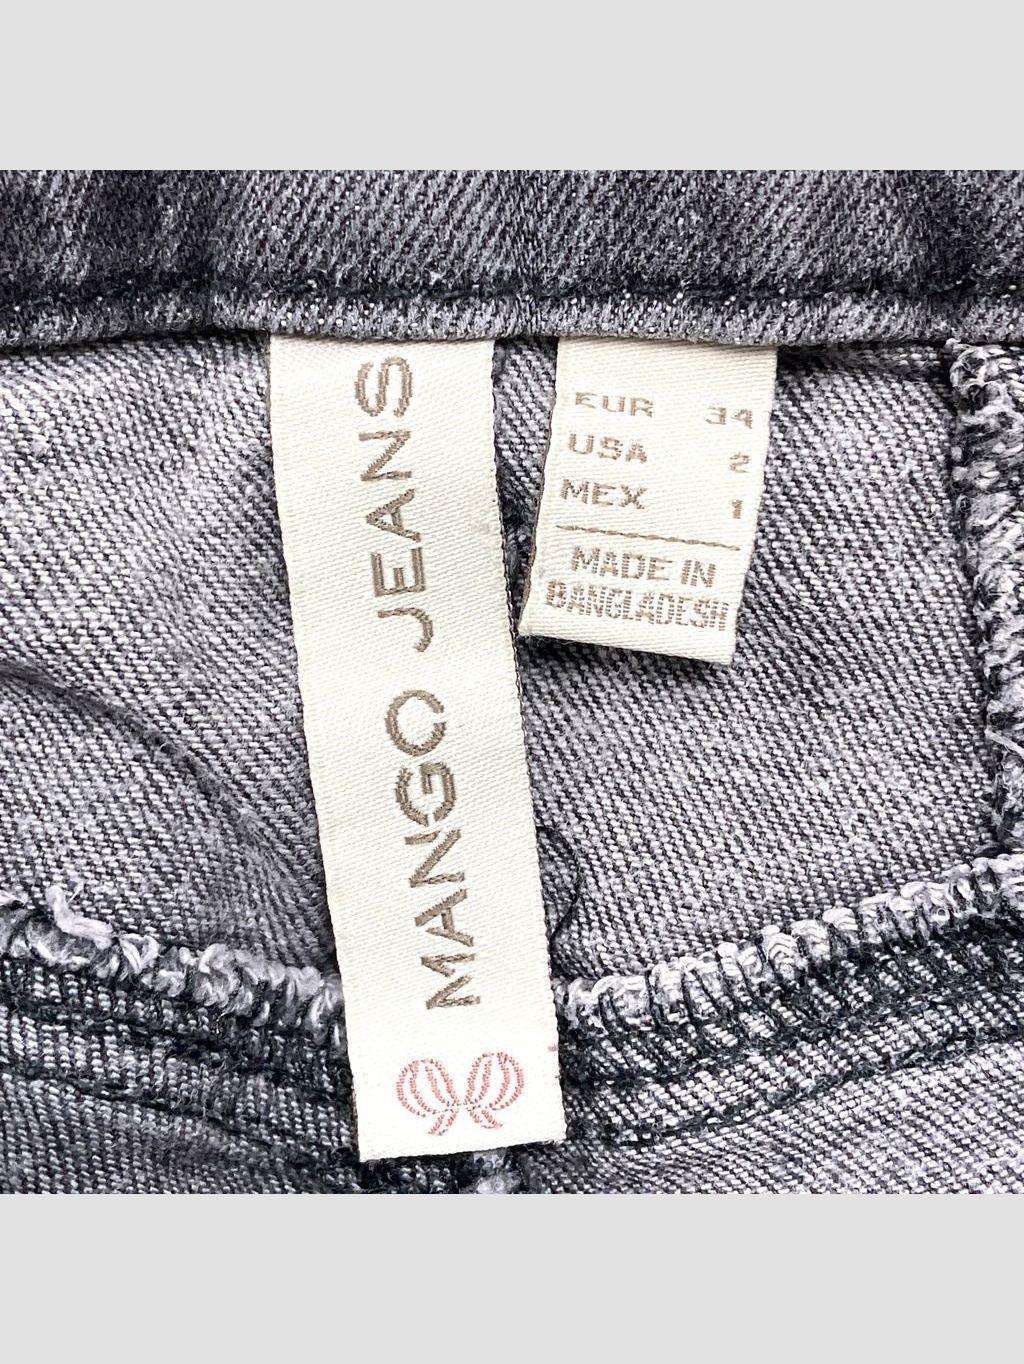 MANGO JEANS
EUR 34
USA 2
MEX 1
MADE IN
BANGLADESH